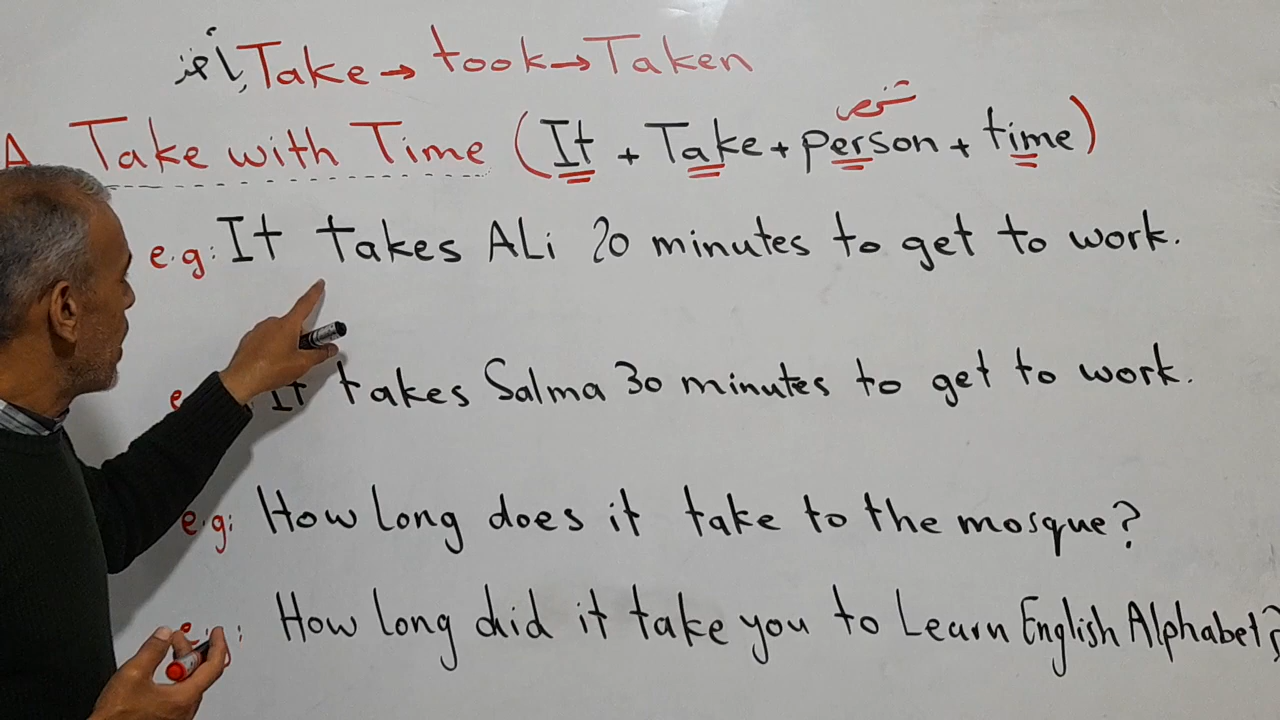 يأخذ Take → took → Taken
شخص
A Take with Time (It + Take + person + time)
e.g: It takes ALi 20 minutes to get to work.
e It takes Salma 30 minutes to get to work.
e.g: How long does it take to the mosque?
How long did it take you to Learn English Alphabet?